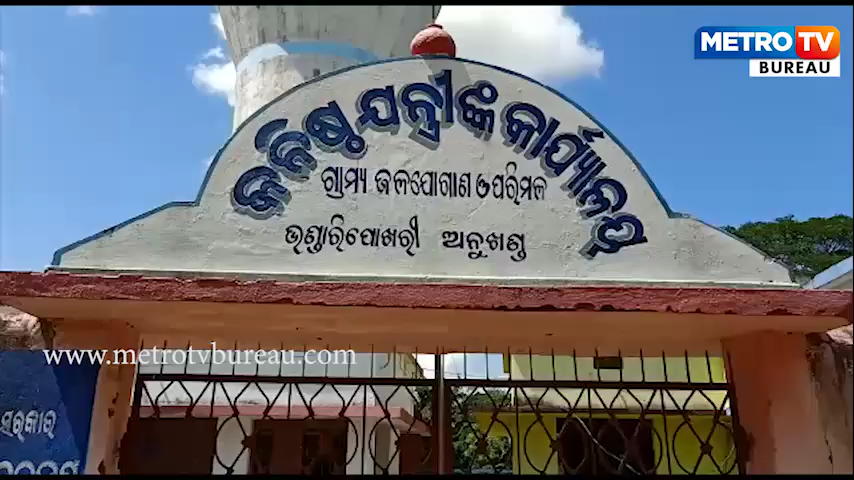 METRO TV
BUREAU
କନିଷ୍ଠ ଯନ୍ତ୍ରୀଙ୍କ କାର୍ଯ୍ୟାଳୟ
ଗ୍ରାମ୍ୟ ଜଳଯୋଗାଣ ଓ ପରିମଳ
ଭଣ୍ଡାରିପୋଖରୀ ଅନୁଖଣ୍ଡ
www.metrotvbureau.com
ସରକାର